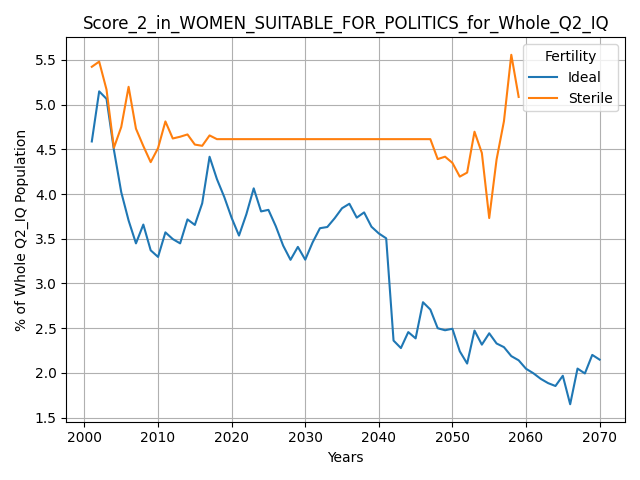 Score_2_in_WOMEN_SUITABLE_FOR_POLITICS_for_Whole_Q2_IQ
Fertility
Ideal
Sterile
% of Whole Q2_IQ Population
5.5
5.0
4.5
4.0
3.5
3.0
2.5
2.0
1.5
2000 2010 2020 2030 2040 2050 2060 2070
Years